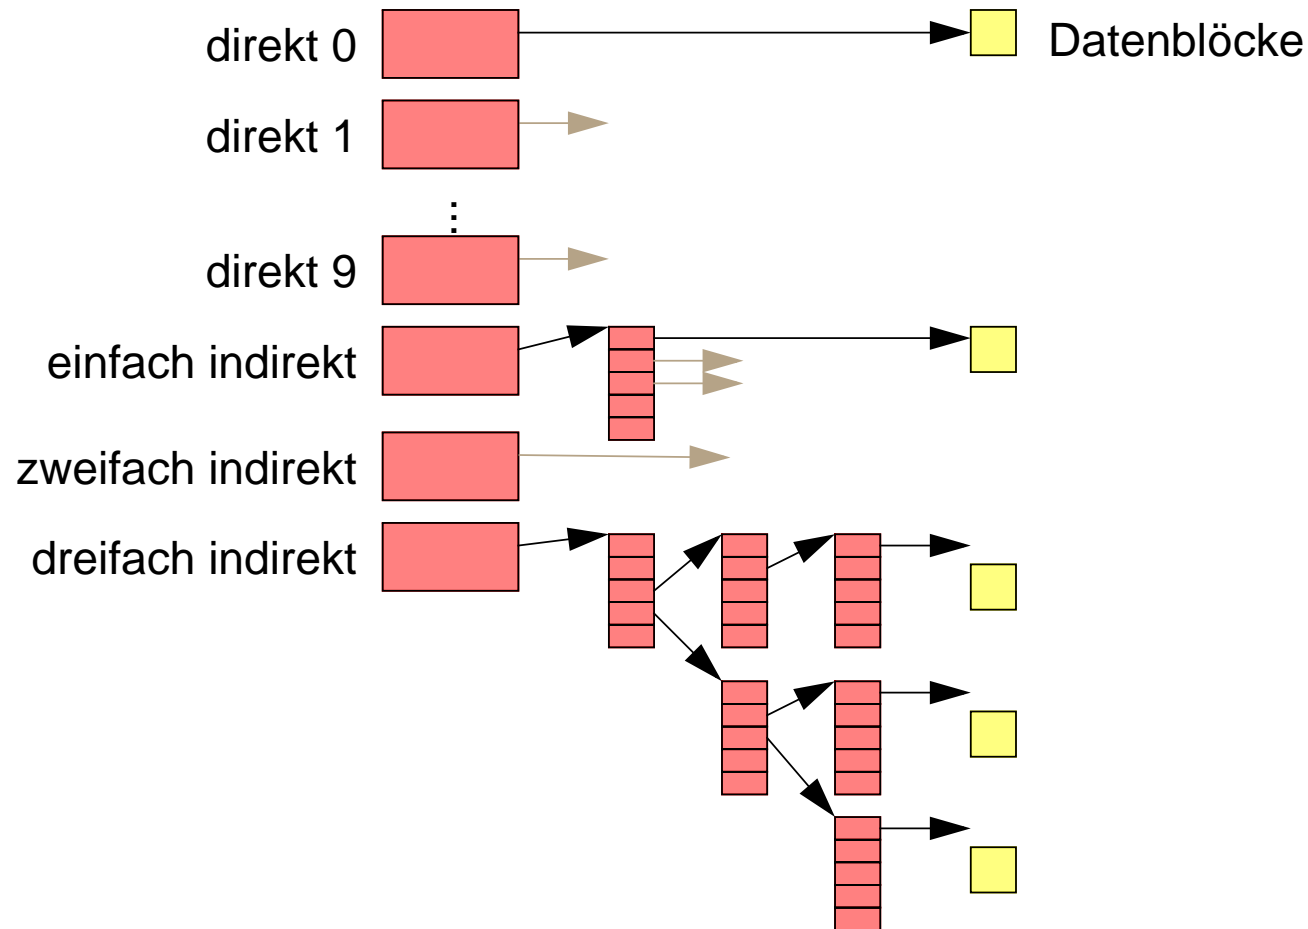 direkt 0
Datenblöcke
direkt 1
⋮
direkt 9
einfach indirekt
zweifach indirekt
dreifach indirekt